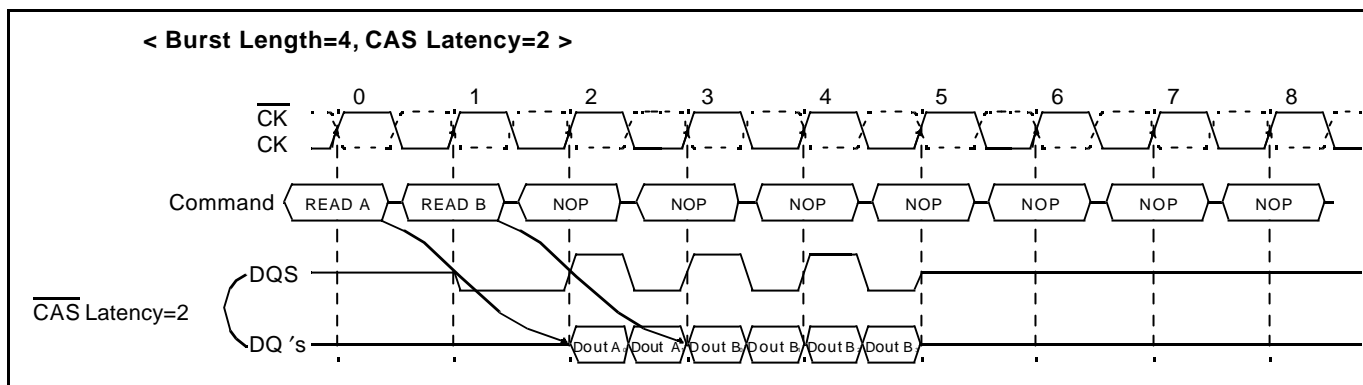 < Burst Length=4, CAS Latency=2 >
0 1 2 3 4 5 6 7 8
CK
CK
Command READ A READ B NOP NOP NOP NOP NOP NOP NOP
DQS
CAS Latency=2
DQ 's Dout A Dout A Dout B Dout B Dout B Dout B